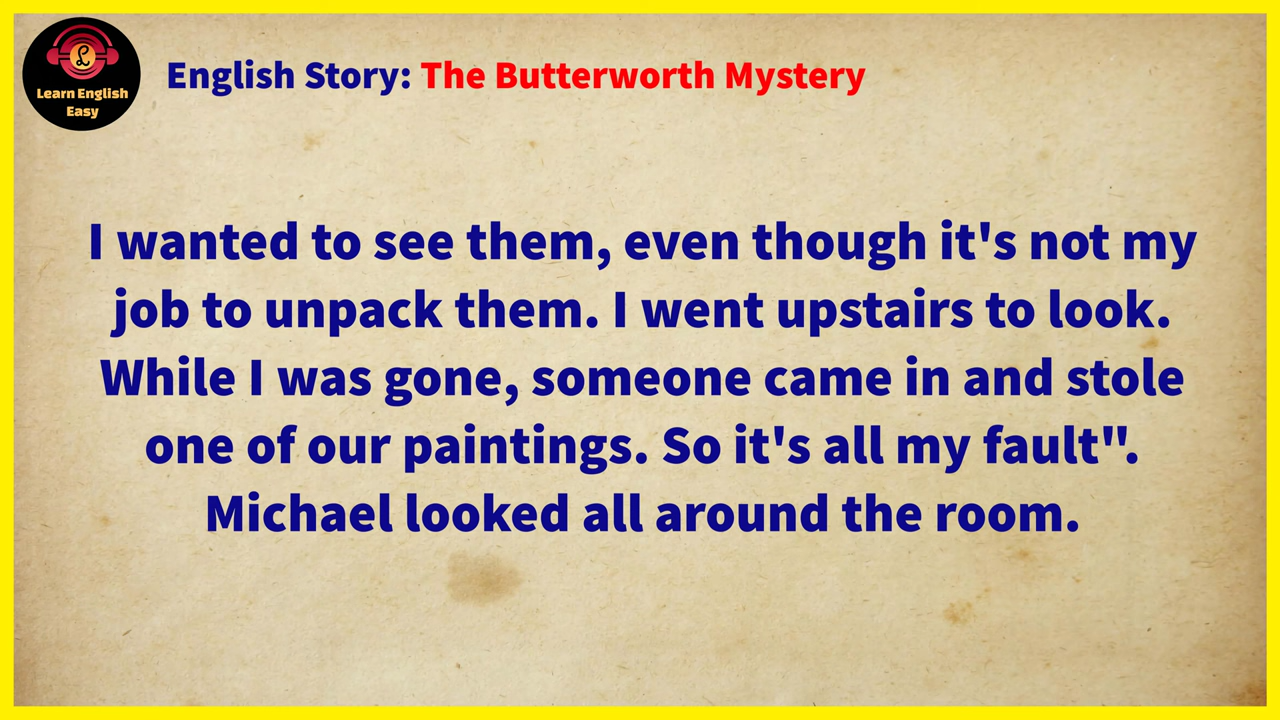 Learn English
Easy
English Story: The Butterworth Mystery
I wanted to see them, even though it's not my
job to unpack them. I went upstairs to look.
While I was gone, someone came in and stole
one of our paintings. So it's all my fault".
Michael looked all around the room.